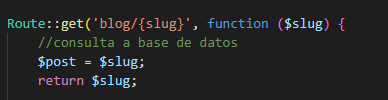 Route::get('blog/{slug}', function ($slug) {
//consulta a base de datos
$post = $slug;
return $slug;